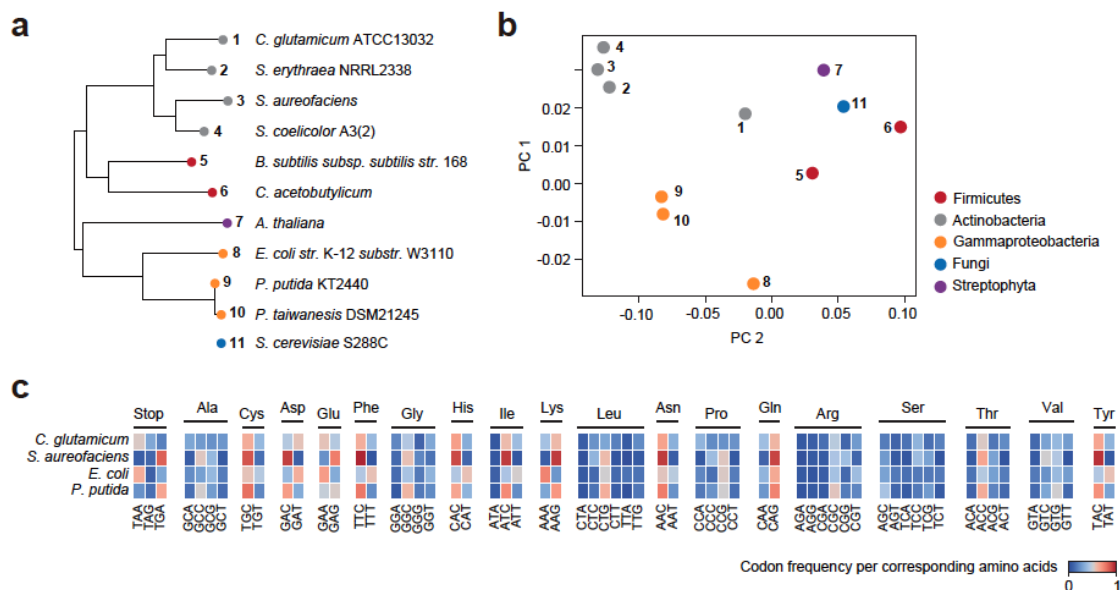 a
1 C. glutamicum ATCC13032
2 S. erythraea NRRL2338
3 S. aureofaciens
4 S. coelicolor A3(2)
5 B. subtilis subsp. subtilis str. 168
6 C. acetobutylicum
7 A. thaliana
8 E. coli str. K-12 substr. W3110
9 P. putida KT2440
10 P. taiwanesis DSM21245
11 S. cerevisiae S288C
b
PC 1
0.02
0.00
-0.01
-0.02
4
3
2
1
7
11
6
5
9
10
8
-0.10 -0.05 0.00 0.05 0.10
PC 2
Firmicutes
Actinobacteria
Gammaproteobacteria
Fungi
Streptophyta
c
Stop Ala Cys Asp Glu Phe Gly His Ile Lys Leu Asn Pro Gln Arg Ser Thr Val Tyr
C. glutamicum
S. aureofaciens
E. coli
P. putida
TAA TAG TGA GCA GCC GCG GCT TGC TGT GAC GAT GAA GAG TTC TTT GGA GGC GGG GGT CAC CAT ATA ATC ATT AAA AAG CTA CTC CTG CTT TTA TTG AAC AAT CCA CCC CCG CCT CAA CAG AGA AGG CGA CGC CGG CGT AGC AGT TCA TCC TCG TCT ACA ACC ACG ACT GTA GTC GTG GTT TAC TAT
Codon frequency per corresponding amino acids
0 1